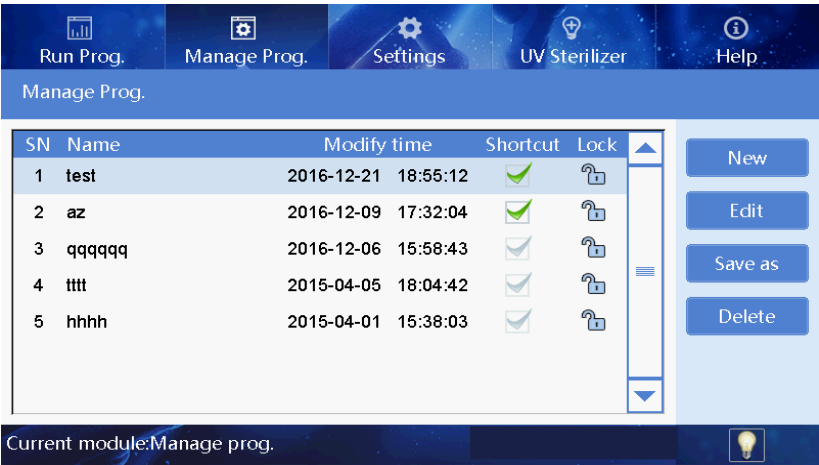 Run Prog. Manage Prog. Settings UV Sterilizer Help
Manage Prog.
SN Name Modify time Shortcut Lock
1 test 2016-12-21 18:55:12
2 az 2016-12-09 17:32:04
3 qqqqqq 2016-12-06 15:58:43
4 tttt 2015-04-05 18:04:42
5 hhhh 2015-04-01 15:38:03
New
Edit
Save as
Delete
Current module:Manage prog.